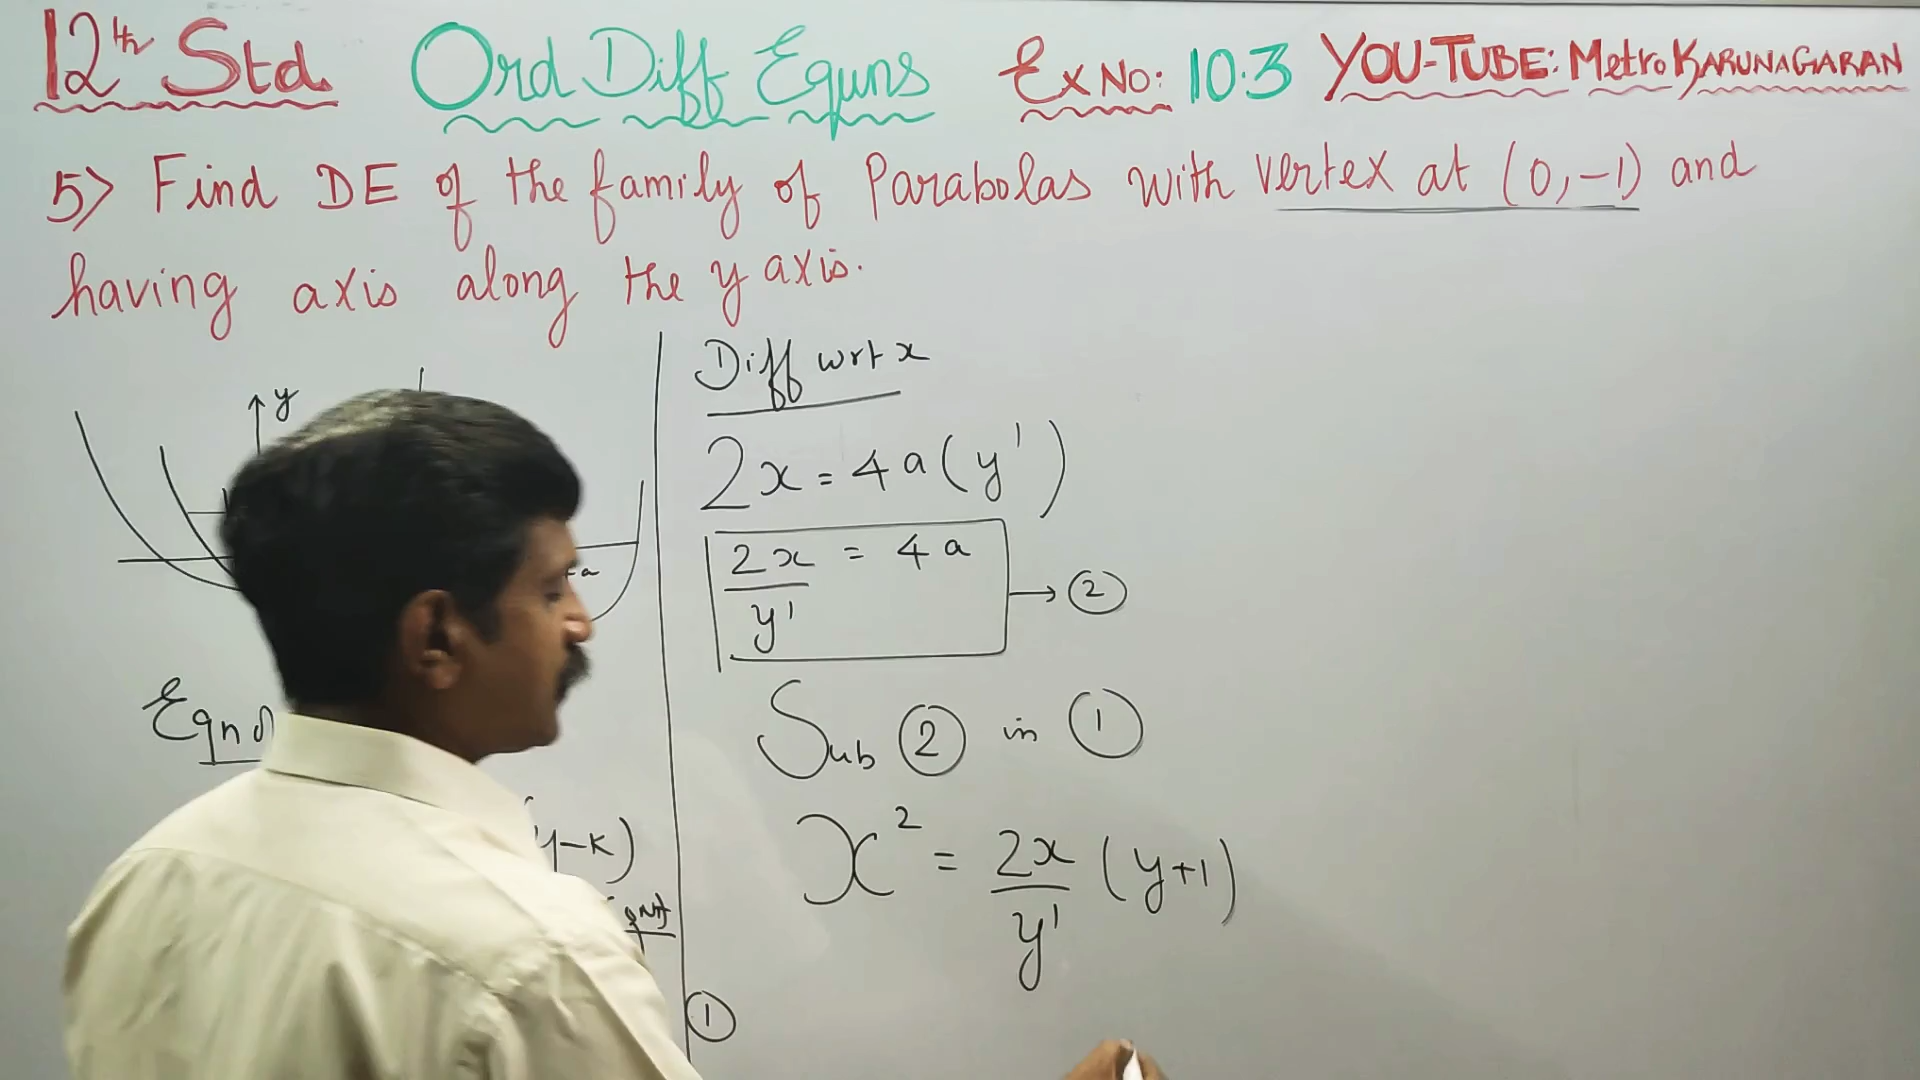 12th Std. Ord Diff Equns Ex No: 10.3 YOU-TUBE: Metro KARUNAGARAN
5) Find DE of the family of Parabolas with vertex at (0,-1) and
having axis along the y axis.
y
a
Eqn
y-k)
1
Diff wrt x
2x = 4a(y')
2x/y' = 4a → 2
Sub 2 in 1
x² = 2x/y' (y+1)